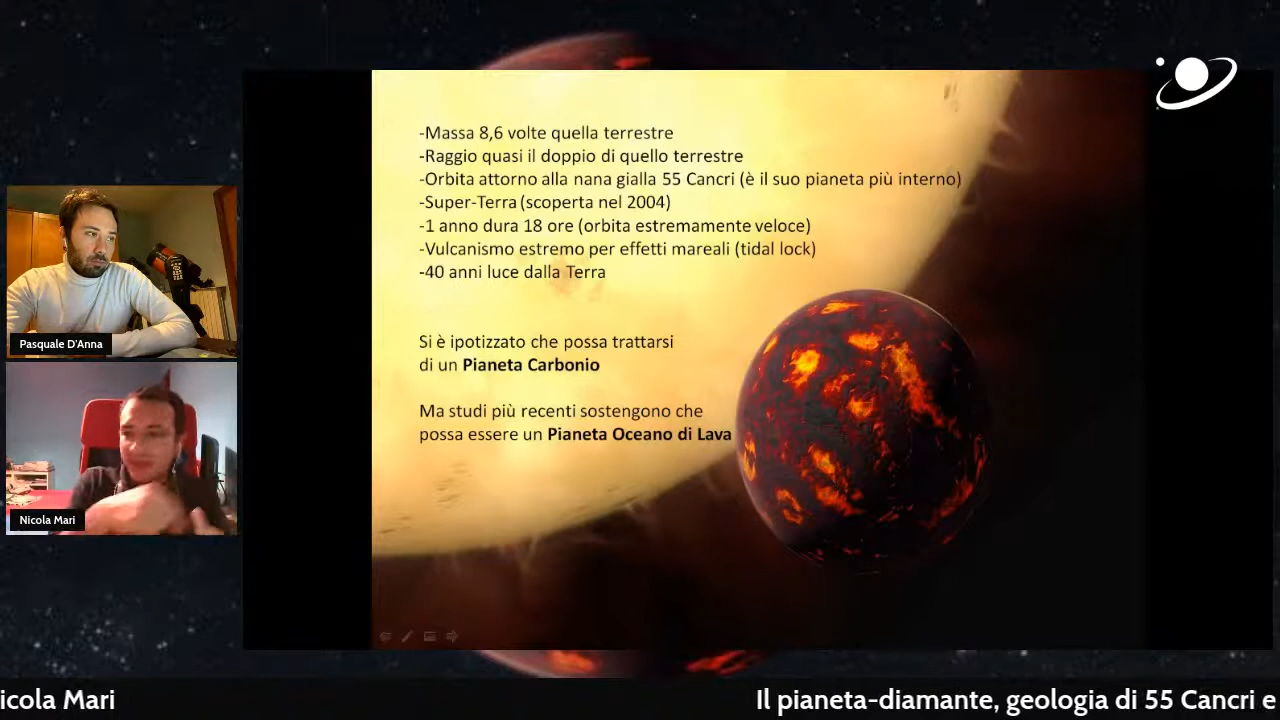 -Massa 8,6 volte quella terrestre
-Raggio quasi il doppio di quello terrestre
-Orbita attorno alla nana gialla 55 Cancri (è il suo pianeta più interno)
-Super-Terra (scoperta nel 2004)
-1 anno dura 18 ore (orbita estremamente veloce)
-Vulcanismo estremo per effetti mareali (tidal lock)
-40 anni luce dalla Terra
Si è ipotizzato che possa trattarsi
di un Pianeta Carbonio
Ma studi più recenti sostengono che
possa essere un Pianeta Oceano di Lava
Pasquale D'Anna
Nicola Mari
icola Mari
Il pianeta-diamante, geologia di 55 Cancri e